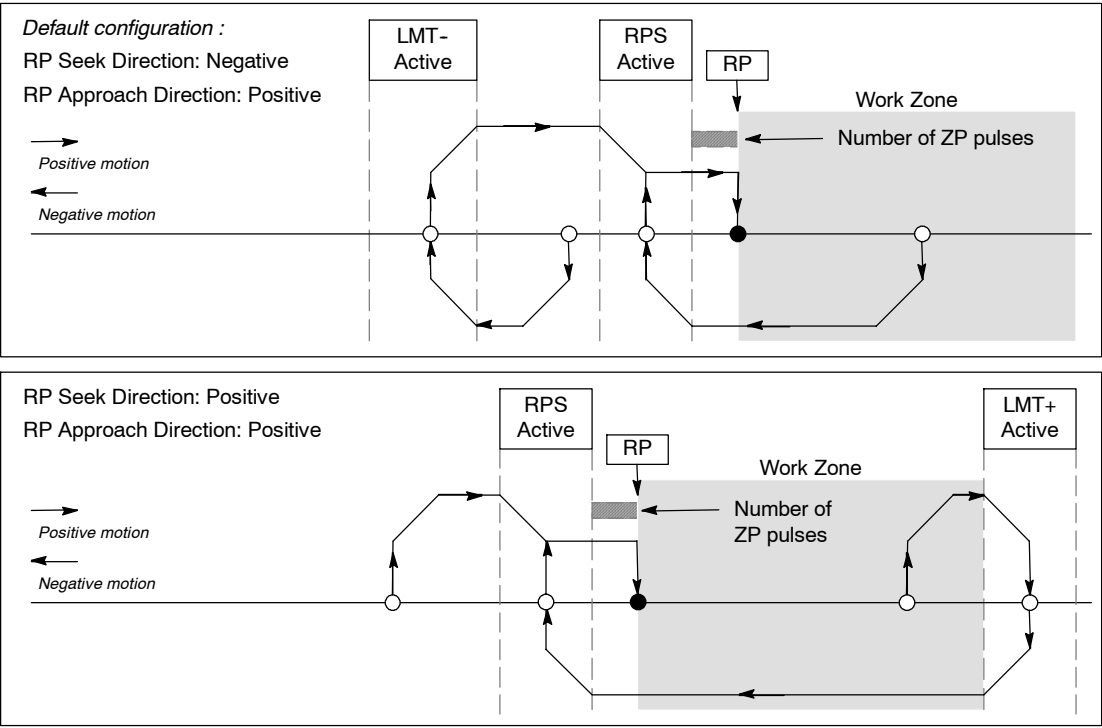 Default configuration :
RP Seek Direction: Negative
RP Approach Direction: Positive
LMT-
Active
RPS
Active
RP
Work Zone
Number of ZP pulses
Positive motion
Negative motion
RP Seek Direction: Positive
RP Approach Direction: Positive
RPS
Active
LMT+
Active
RP
Work Zone
Number of
ZP pulses
Positive motion
Negative motion